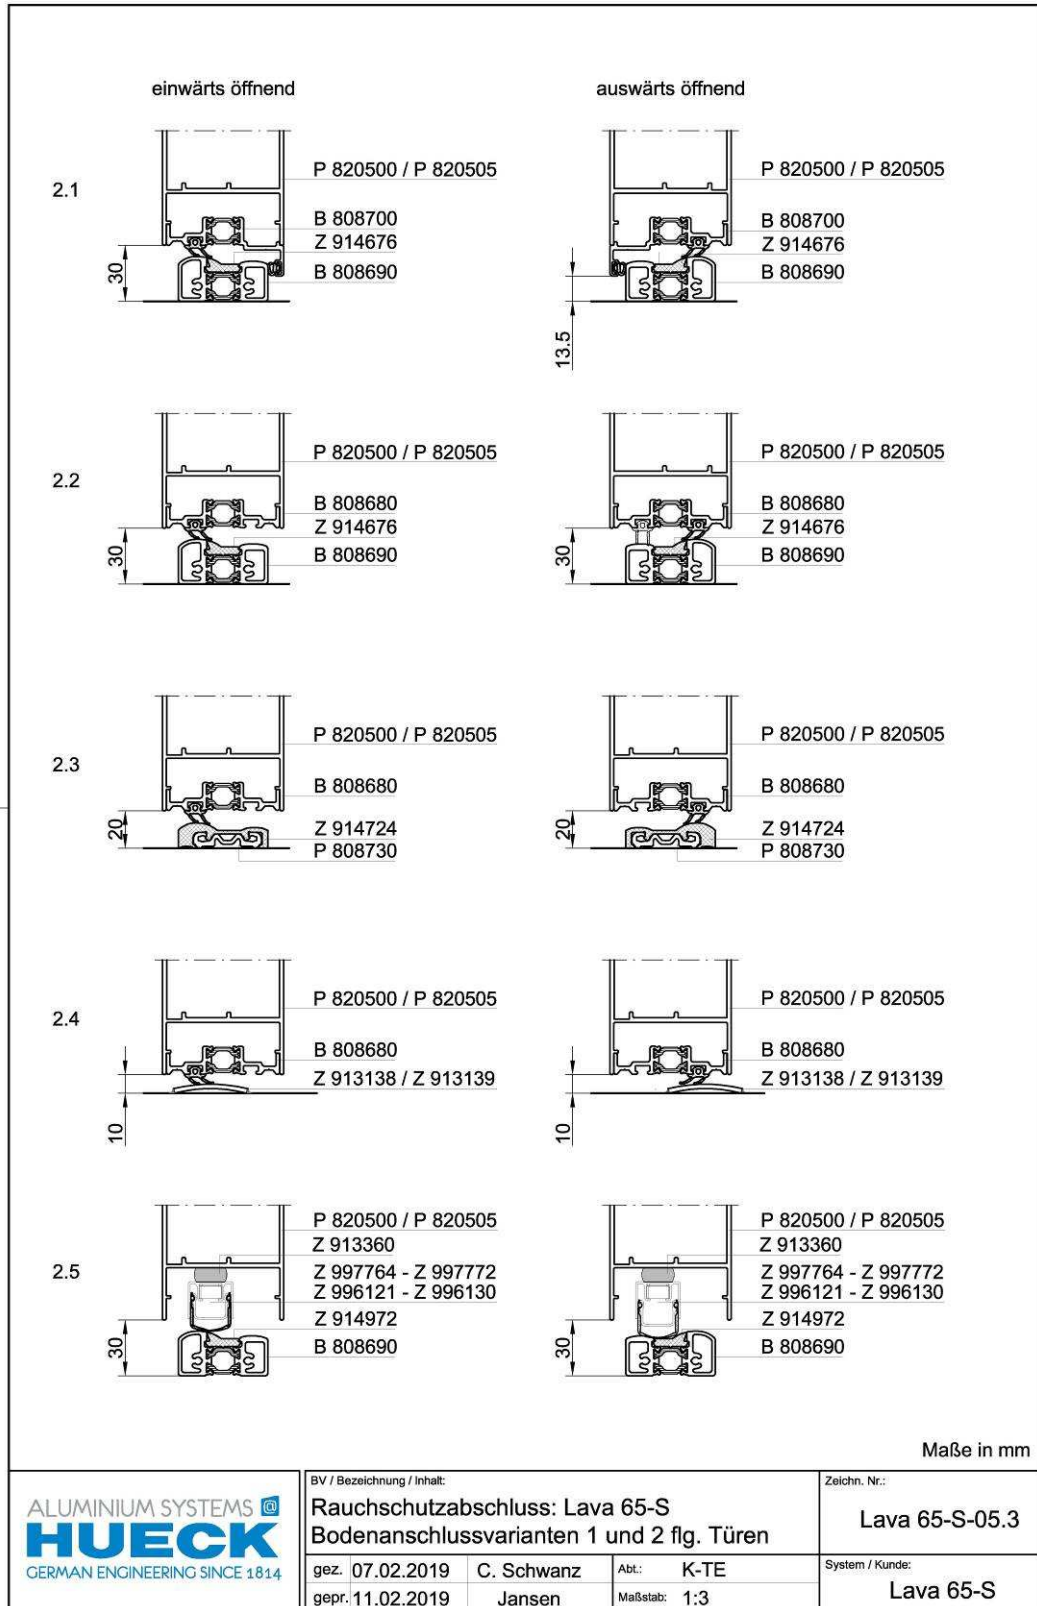 einwärts öffnend
auswärts öffnend
2.1
P 820500 / P 820505
B 808700
Z 914676
B 808690
30
P 820500 / P 820505
B 808700
Z 914676
B 808690
13.5
2.2
P 820500 / P 820505
B 808680
Z 914676
B 808690
30
P 820500 / P 820505
B 808680
Z 914676
B 808690
30
2.3
P 820500 / P 820505
B 808680
Z 914724
P 808730
20
P 820500 / P 820505
B 808680
Z 914724
P 808730
20
2.4
P 820500 / P 820505
B 808680
Z 913138 / Z 913139
10
P 820500 / P 820505
B 808680
Z 913138 / Z 913139
10
2.5
P 820500 / P 820505
Z 913360
Z 997764 - Z 997772
Z 996121 - Z 996130
Z 914972
B 808690
30
P 820500 / P 820505
Z 913360
Z 997764 - Z 997772
Z 996121 - Z 996130
Z 914972
B 808690
30
Maße in mm
ALUMINIUM SYSTEMS @
HUECK
GERMAN ENGINEERING SINCE 1814
BV / Bezeichnung / Inhalt:
Rauchschutzabschluss: Lava 65-S
Bodenanschlussvarianten 1 und 2 flg. Türen
Zeichn. Nr.:
Lava 65-S-05.3
gez. 07.02.2019 C. Schwanz Abt.: K-TE
gepr. 11.02.2019 Jansen Maßstab: 1:3
System / Kunde:
Lava 65-S